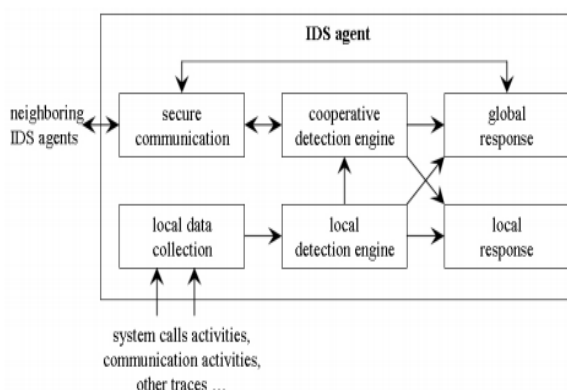 IDS agent
neighboring
IDS agents
secure
communication
cooperative
detection engine
global
response
local data
collection
local
detection engine
local
response
system calls activities,
communication activities,
other traces ...